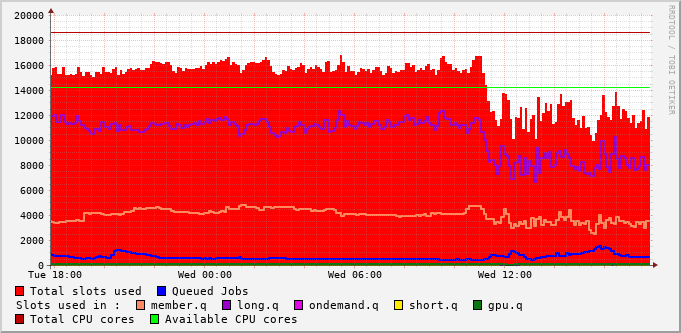 20000
18000
16000
14000
12000
10000
8000
6000
4000
2000
0
Tue 18:00 Wed 00:00 Wed 06:00 Wed 12:00
RRDTOOL / TOBI OETIKER
Total slots used Queued Jobs
Slots used in : member.q long.q ondemand.q short.q gpu.q
Total CPU cores Available CPU cores